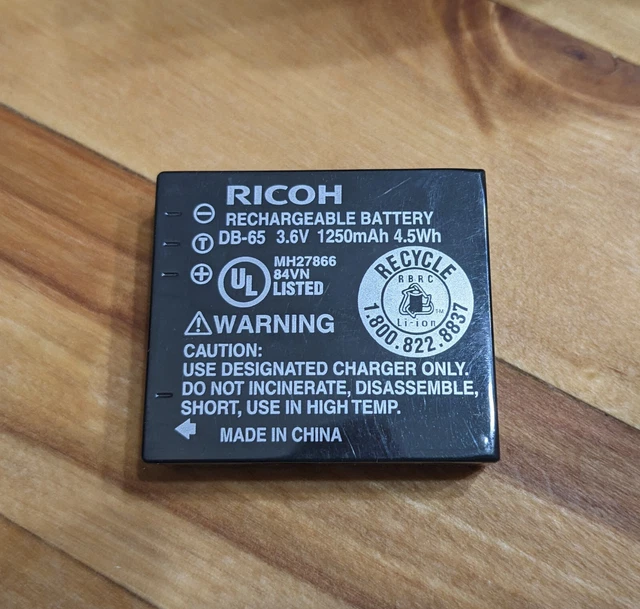 RICOH
RECHARGEABLE BATTERY
DB-65 3.6V 1250mAh 4.5Wh
T
UL
MH27866
84VN
LISTED
RECYCLE
RBRC
TM
Li-ion
1.800.822.8837
WARNING
CAUTION:
USE DESIGNATED CHARGER ONLY.
DO NOT INCINERATE, DISASSEMBLE,
SHORT, USE IN HIGH TEMP.
MADE IN CHINA